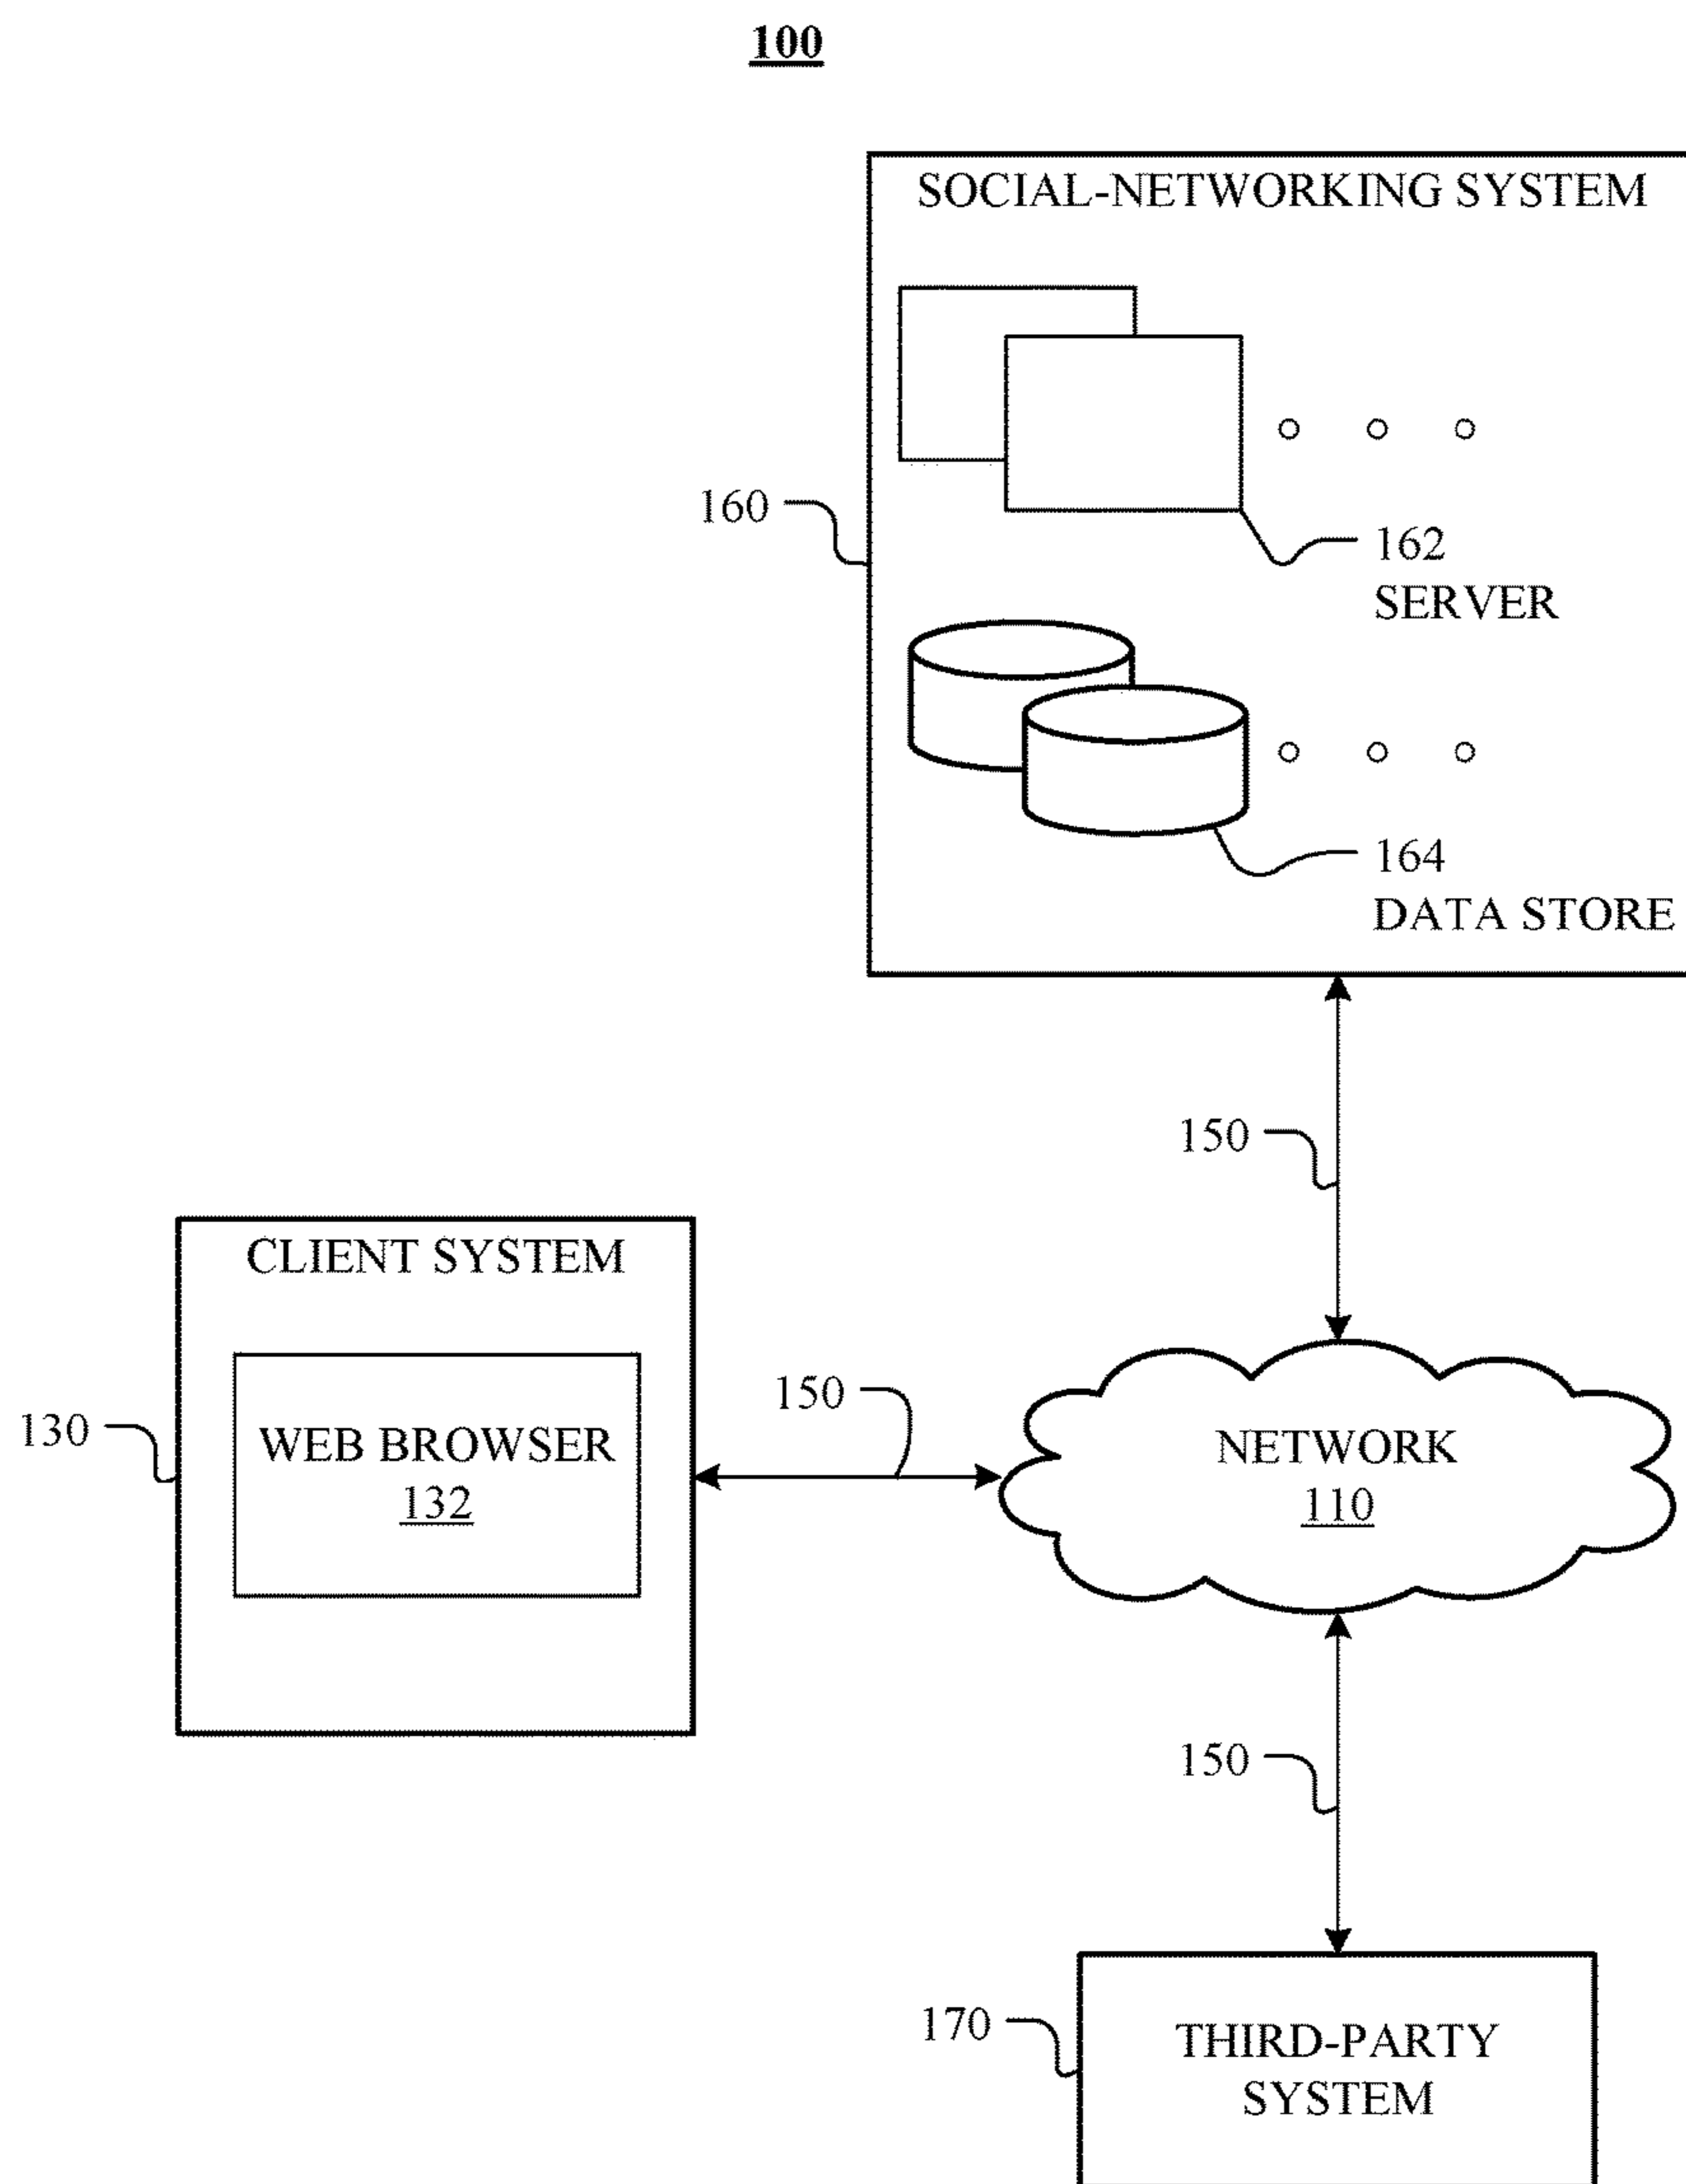 100
SOCIAL-NETWORKING SYSTEM
160
162
SERVER
164
DATA STORE
150
CLIENT SYSTEM
130
WEB BROWSER
132
150
NETWORK
110
150
170
THIRD-PARTY
SYSTEM